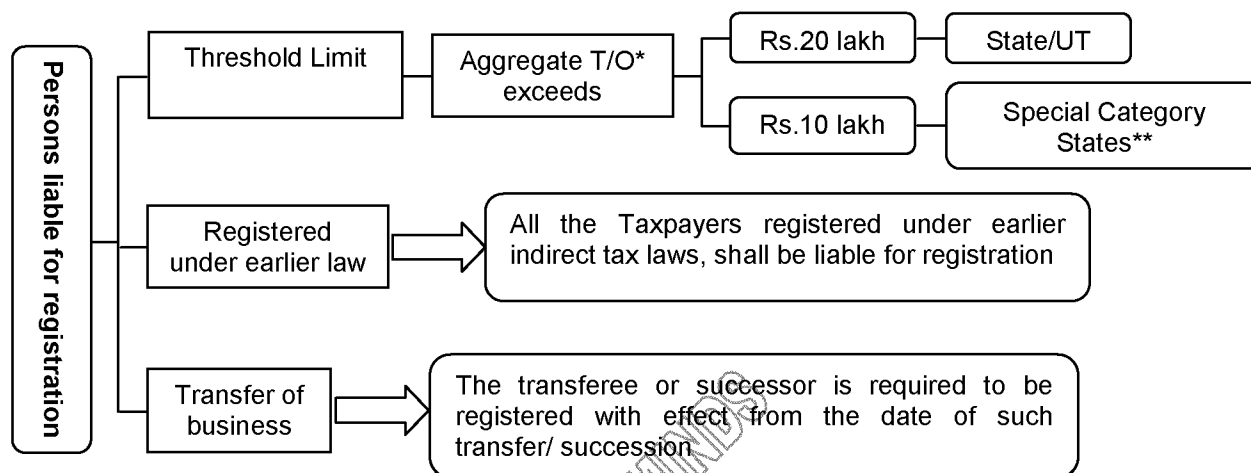 Persons liable for registration
Threshold Limit
Aggregate T/O*
exceeds
Rs.20 lakh
State/UT
Rs.10 lakh
Special Category
States**
Registered
under earlier law
All the Taxpayers registered under earlier
indirect tax laws, shall be liable for registration
Transfer of
business
The transferee or successor is required to be
registered with effect from the date of such
transfer/ succession
MINDS